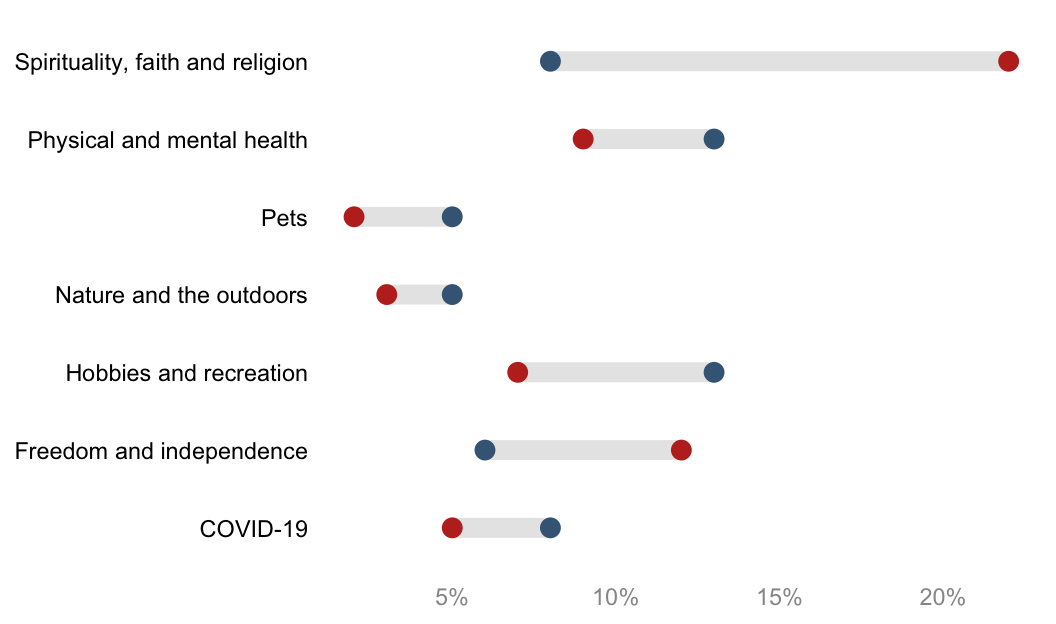 Spirituality, faith and religion
Physical and mental health
Pets
Nature and the outdoors
Hobbies and recreation
Freedom and independence
COVID-19
5% 10% 15% 20%